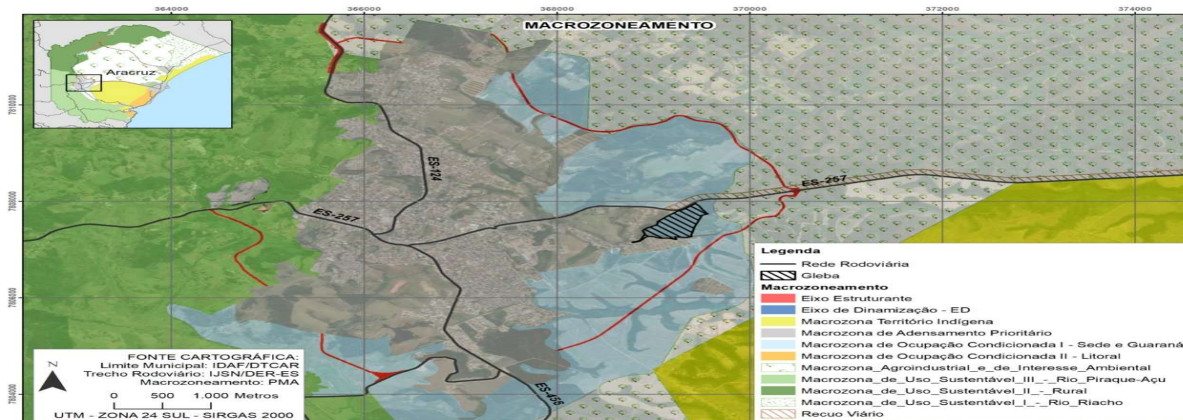 364000 366000 368000 370000 372000 374000
MACROZONEAMENTO
Aracruz
7810000
ES-124
ES-257
7808000
ES-257
Legenda
Rede Rodoviária
Gleba
Macrozoneamento
Eixo Estruturante
Eixo de Dinamização - ED
Macrozona Território Indígena
Macrozona de Adensamento Prioritário
Macrozona de Ocupação Condicionada I - Sede e Guaraná
Macrozona de Ocupação Condicionada II - Litoral
Macrozona_Agroindustrial_e_de_Interesse_Ambiental
Macrozona_de_Uso_Sustentável_III_-_Rio_Piraque-Açu
Macrozona_de_Uso_Sustentável_II_-_Rural
Macrozona_de_Uso_Sustentável_I_-_Rio_Riacho
Recuo Viário
7806000
N
FONTE CARTOGRÁFICA:
Limite Municipal: IDAF/DTCAR
Trecho Rodoviário: IJSN/DER-ES
Macrozoneamento: PMA
0 500 1.000 Metros
UTM - ZONA 24 SUL - SIRGAS 2000
7804000